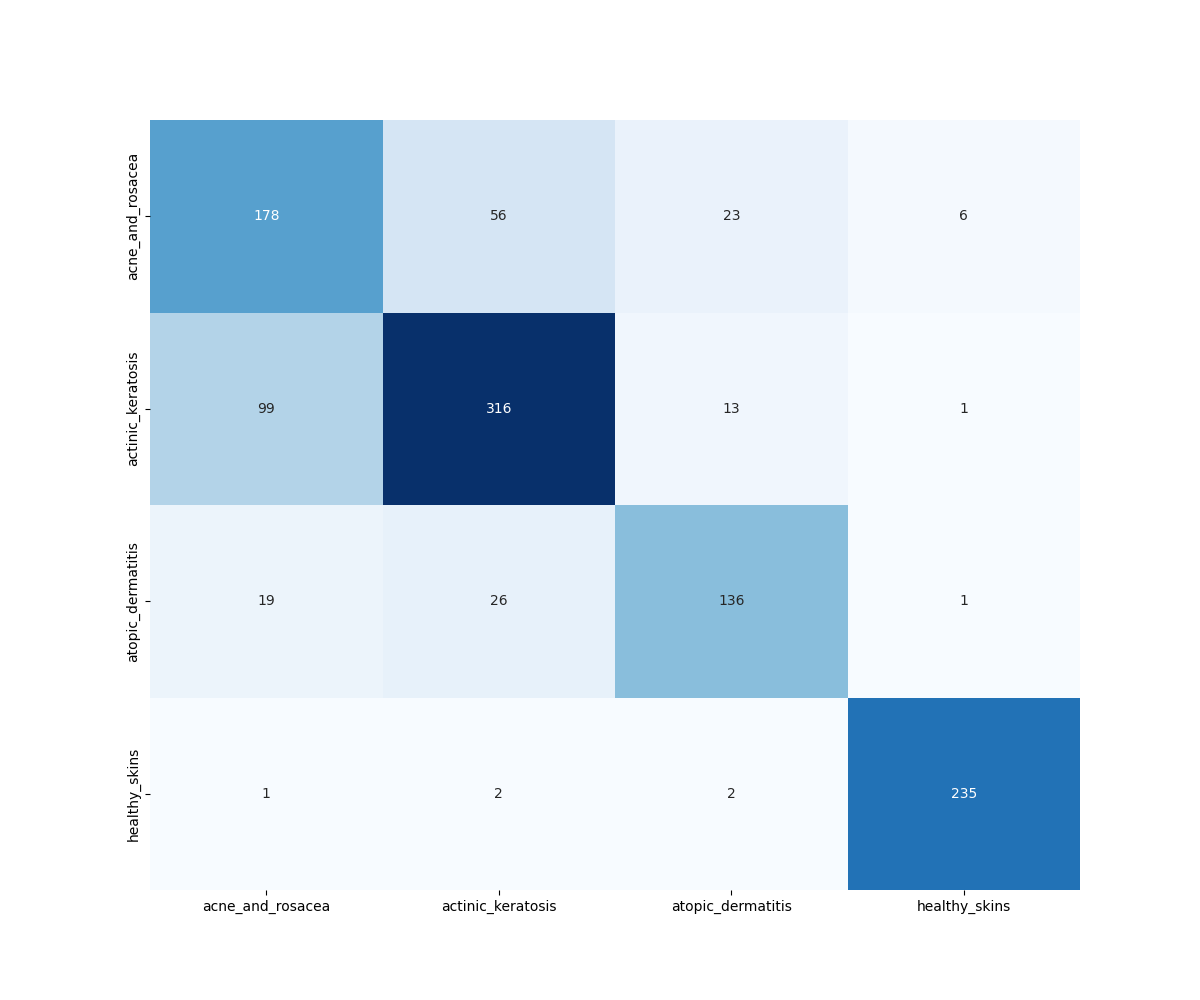 acne_and_rosacea
178 56 23 6
actinic_keratosis
99 316 13 1
atopic_dermatitis
19 26 136 1
healthy_skins
1 2 2 235
acne_and_rosacea actinic_keratosis atopic_dermatitis healthy_skins